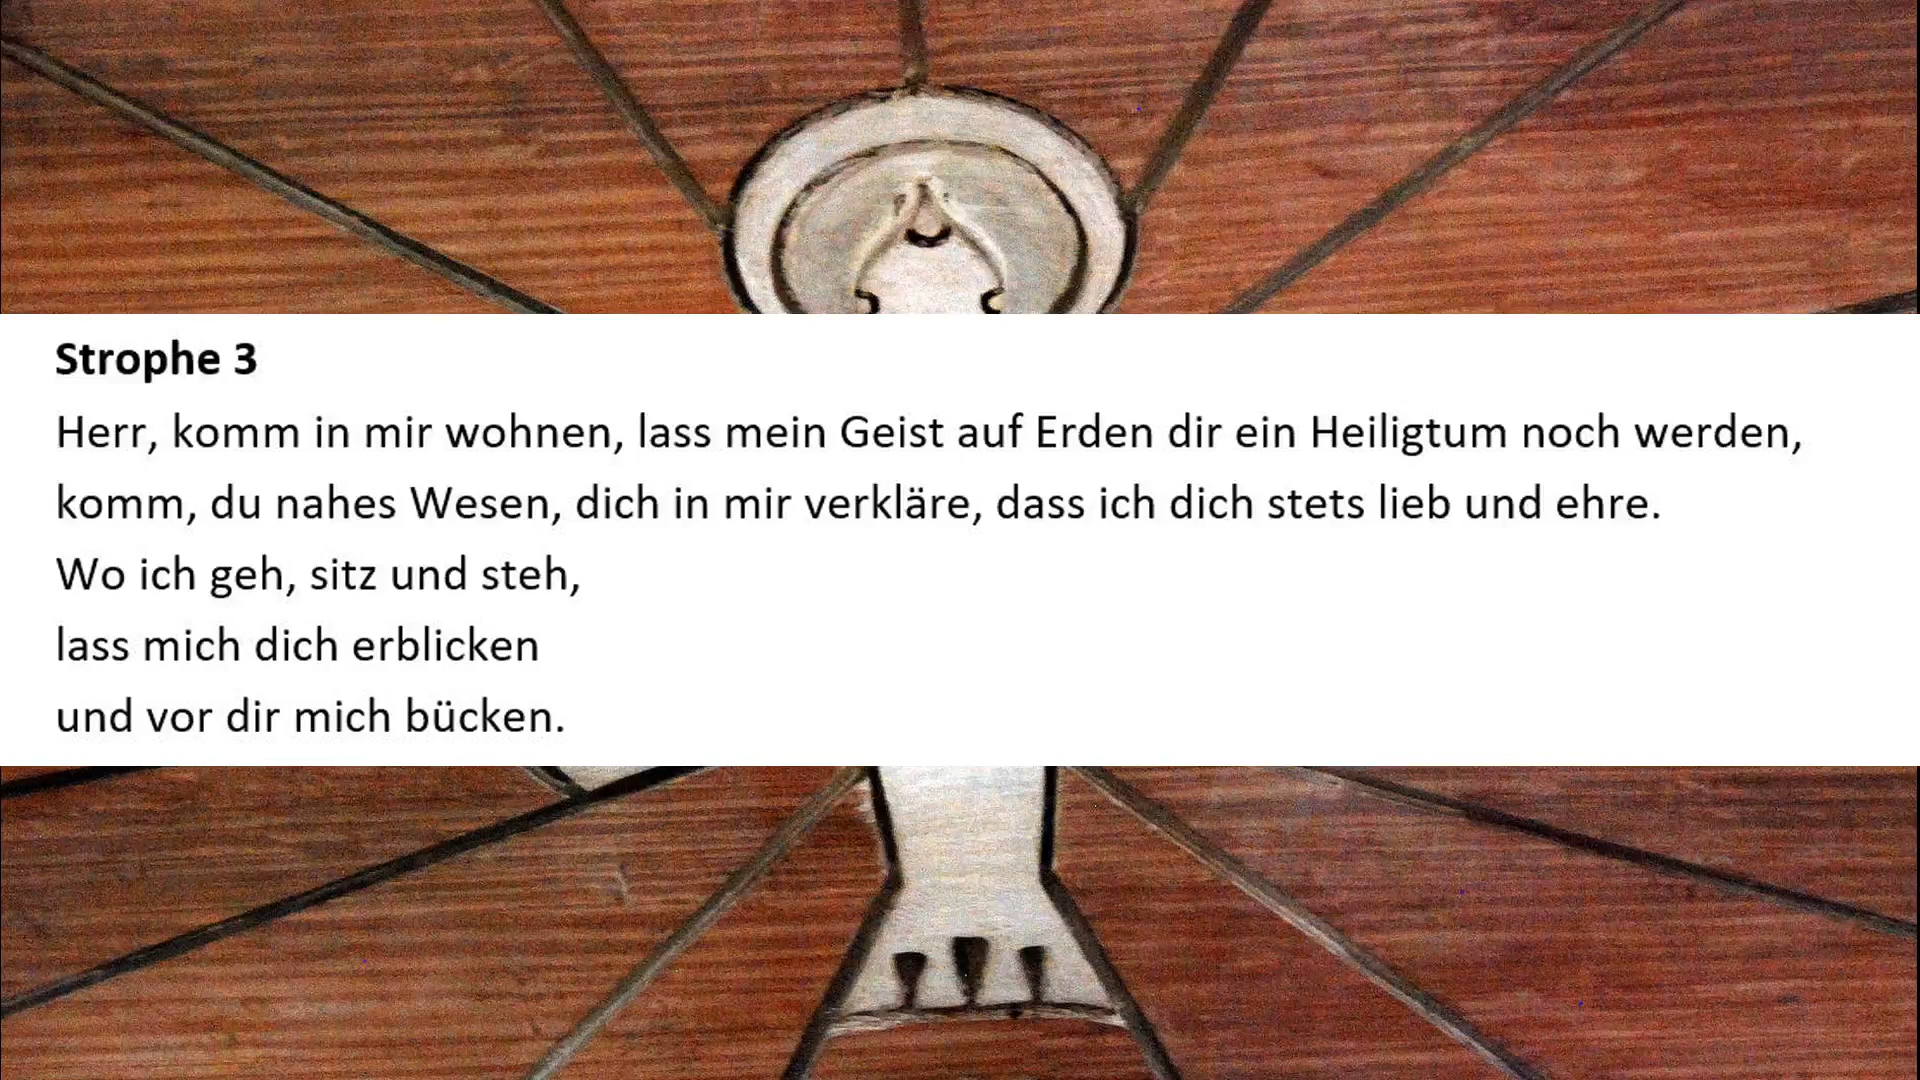 Strophe 3
Herr, komm in mir wohnen, lass mein Geist auf Erden dir ein Heiligtum noch werden,
komm, du nahes Wesen, dich in mir verkläre, dass ich dich stets lieb und ehre.
Wo ich geh, sitz und steh,
lass mich dich erblicken
und vor dir mich bücken.